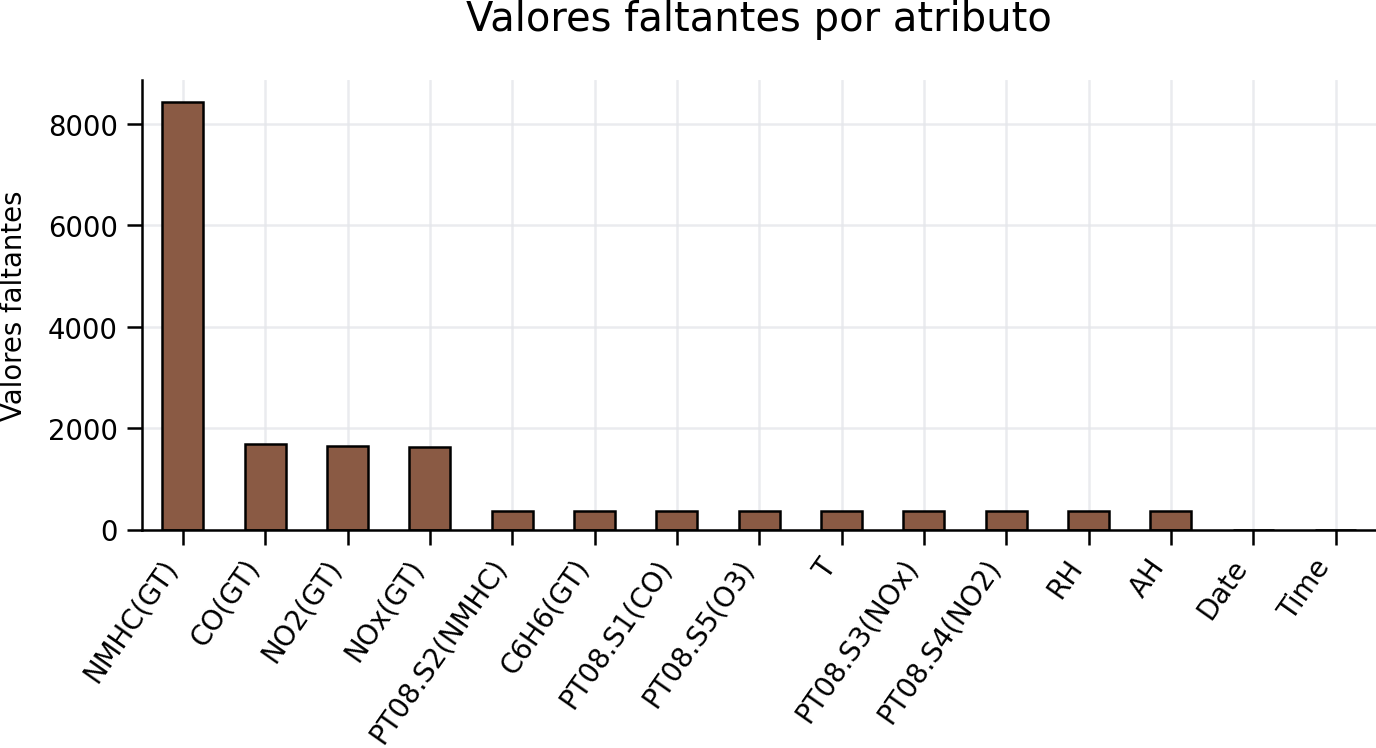 Valores faltantes por atributo
Valores faltantes
8000
6000
4000
2000
0
NMHC(GT)
CO(GT)
NO2(GT)
NOx(GT)
PT08.S2(NMHC)
C6H6(GT)
PT08.S1(CO)
PT08.S5(O3)
T
PT08.S3(NOx)
PT08.S4(NO2)
RH
AH
Date
Time